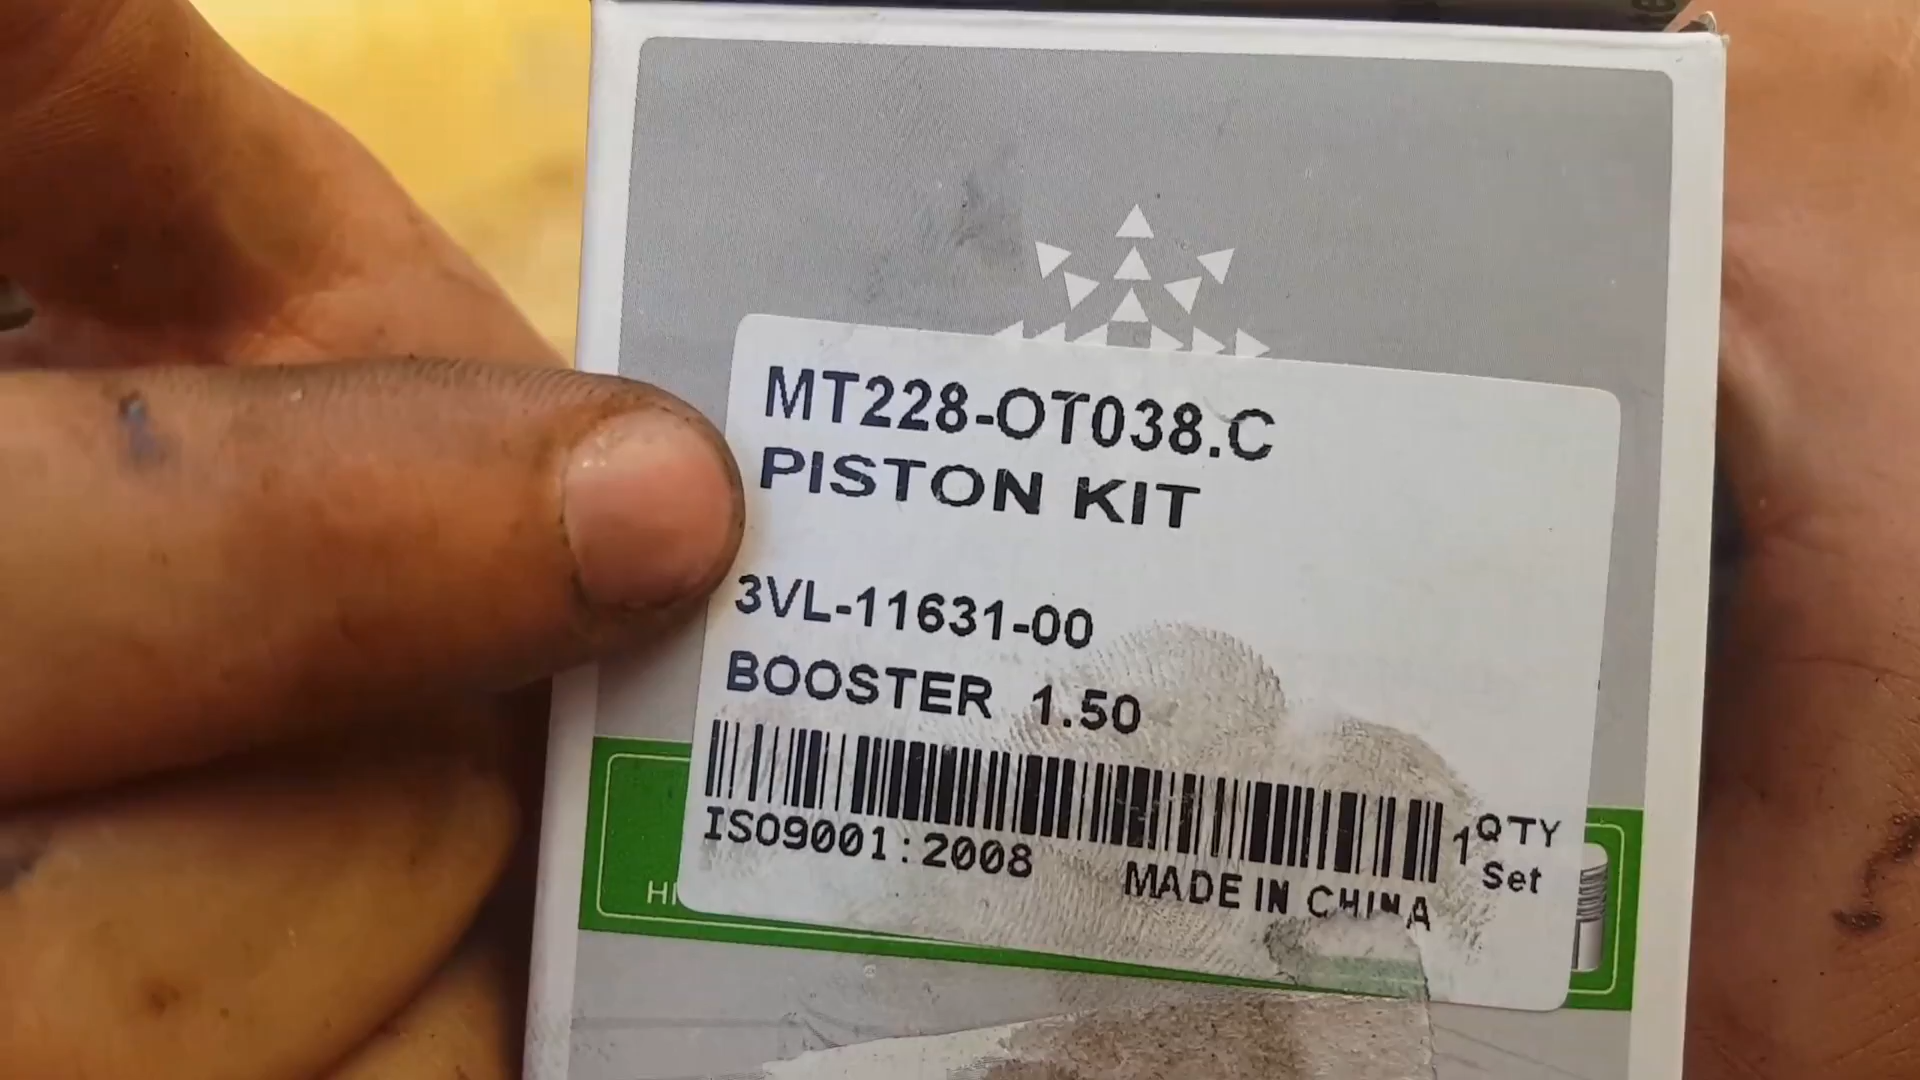 MT228-OT038.C
PISTON KIT
3VL-11631-00
BOOSTER 1.50
1 QTY
Set
ISO9001:2008
MADE IN CHINA